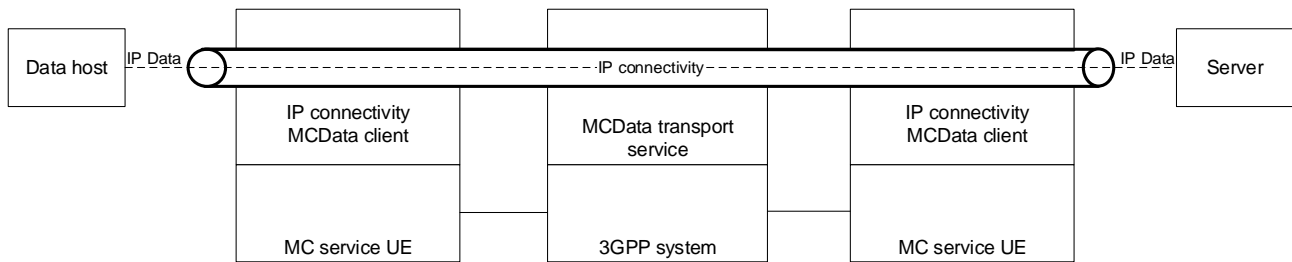 Data host
IP Data
IP connectivity
IP Data
Server
IP connectivity
MCData client
MCData transport
service
IP connectivity
MCData client
MC service UE
3GPP system
MC service UE